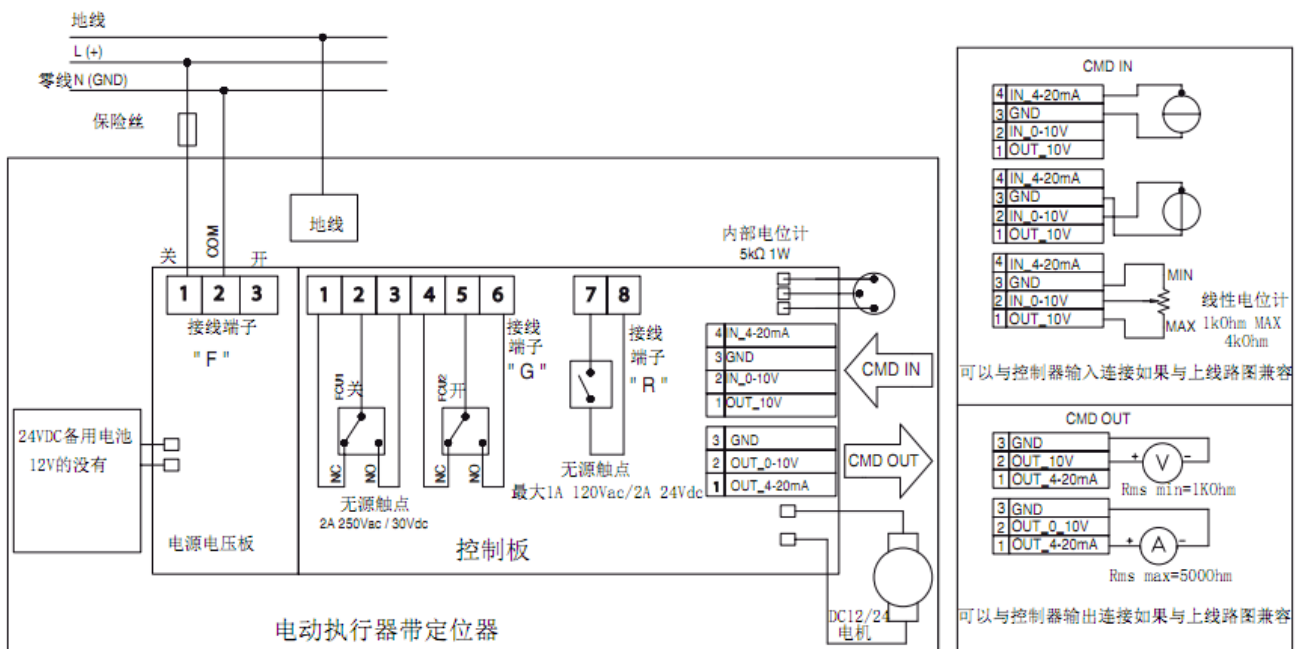 地线
L (+)
零线N (GND)
保险丝
地线
关
COM
开
1 2 3
接线端子
"F"
24VDC备用电池
12V的没有
电源电压板
1 2 3 4 5 6
接线
端子
"G"
FCU1
关
FCU2
开
NC
NO
NC
NO
无源触点
2A 250Vac / 30Vdc
7 8
接线
端子
"R"
无源触点
最大1A 120Vac/2A 24Vdc
控制板
内部电位计
5kΩ 1W
4 IN_4-20mA
3 GND
2 IN_0-10V
1 OUT_10V
CMD IN
3 GND
2 OUT_0-10V
1 OUT_4-20mA
CMD OUT
DC12/24
电机
电动执行器带定位器
CMD IN
4 IN_4-20mA
3 GND
2 IN_0-10V
1 OUT_10V
4 IN_4-20mA
3 GND
2 IN_0-10V
1 OUT_10V
4 IN_4-20mA
3 GND
2 IN_0-10V
1 OUT_10V
MIN
MAX
线性电位计
1kOhm MAX
4kOhm
可以与控制器输入连接如果与上线路图兼容
CMD OUT
3 GND
2 OUT_10V
1 OUT_4-20mA
+ V -
Rms min=1KOhm
3 GND
2 OUT_0_10V
1 OUT_4-20mA
+ A -
Rms max=500Ohm
可以与控制器输出连接如果与上线路图兼容